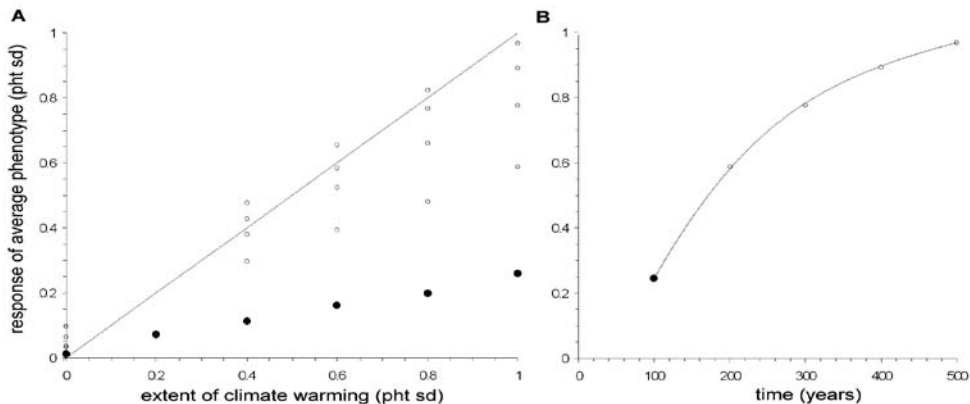 A
B
response of average phenotype (pht sd)
1
0.8
0.6
0.4
0.2
0
0 0.2 0.4 0.6 0.8 1
extent of climate warming (pht sd)
1
0.8
0.6
0.4
0.2
0
0 100 200 300 400 500
time (years)